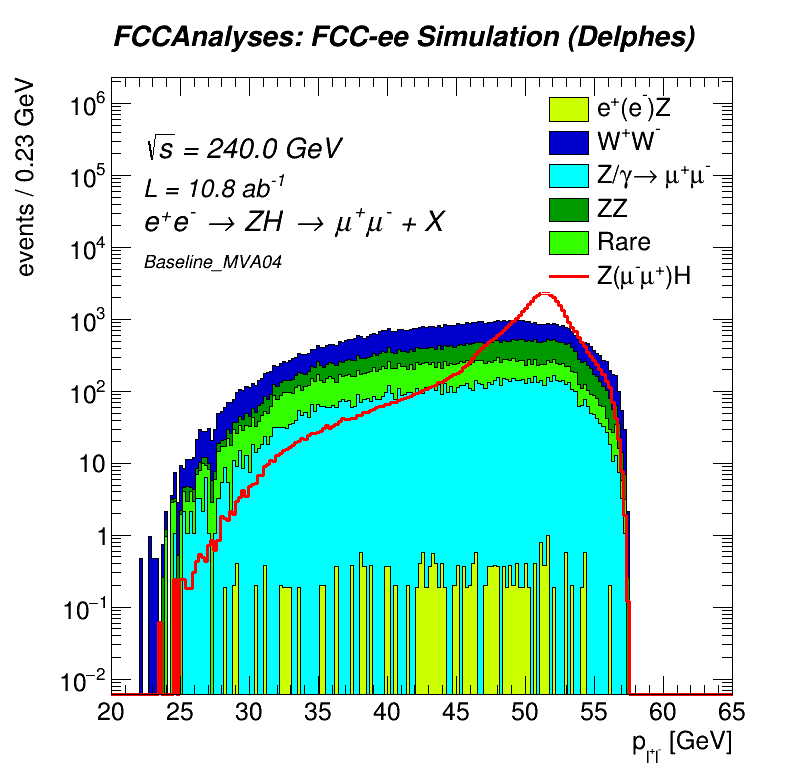 FCCAnalyses: FCC-ee Simulation (Delphes)
events / 0.23 GeV
10⁶
10⁵
10⁴
10³
10²
10
1
10⁻¹
10⁻²
√s = 240.0 GeV
L = 10.8 ab⁻¹
e⁺e⁻ → ZH → μ⁺μ⁻ + X
Baseline_MVA04
e⁺(e⁻)Z
W⁺W⁻
Z/γ→ μ⁺μ⁻
ZZ
Rare
Z(μ⁻μ⁺)H
20 25 30 35 40 45 50 55 60 65
p_l⁺l⁻ [GeV]